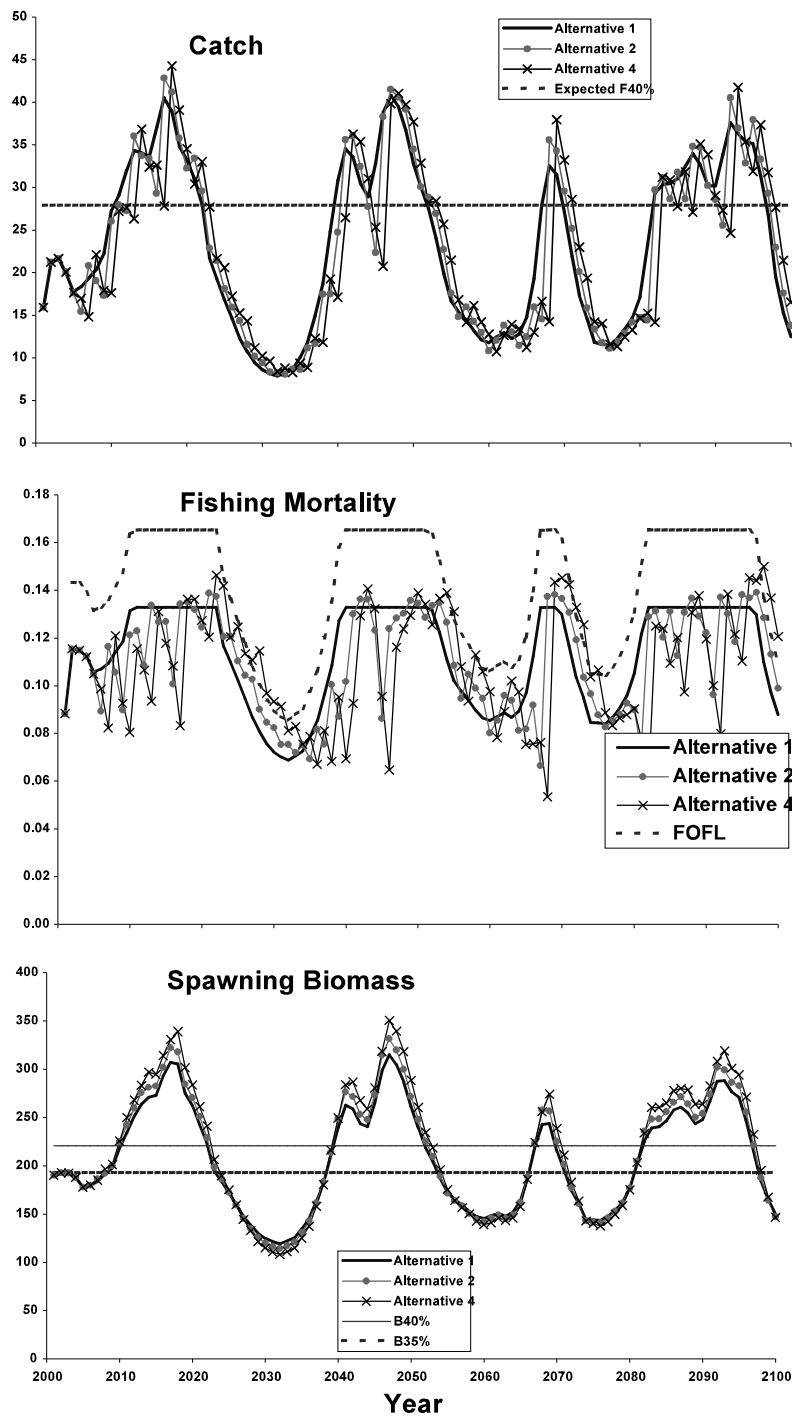 Catch
50
45
40
35
30
25
20
15
10
5
0
Alternative 1
Alternative 2
Alternative 4
Expected F40%
Fishing Mortality
0.18
0.16
0.14
0.12
0.10
0.08
0.06
0.04
0.02
0.00
Alternative 1
Alternative 2
Alternative 4
FOFL
Spawning Biomass
400
350
300
250
200
150
100
50
0
Alternative 1
Alternative 2
Alternative 4
B40%
B35%
2000 2010 2020 2030 2040 2050 2060 2070 2080 2090 2100
Year